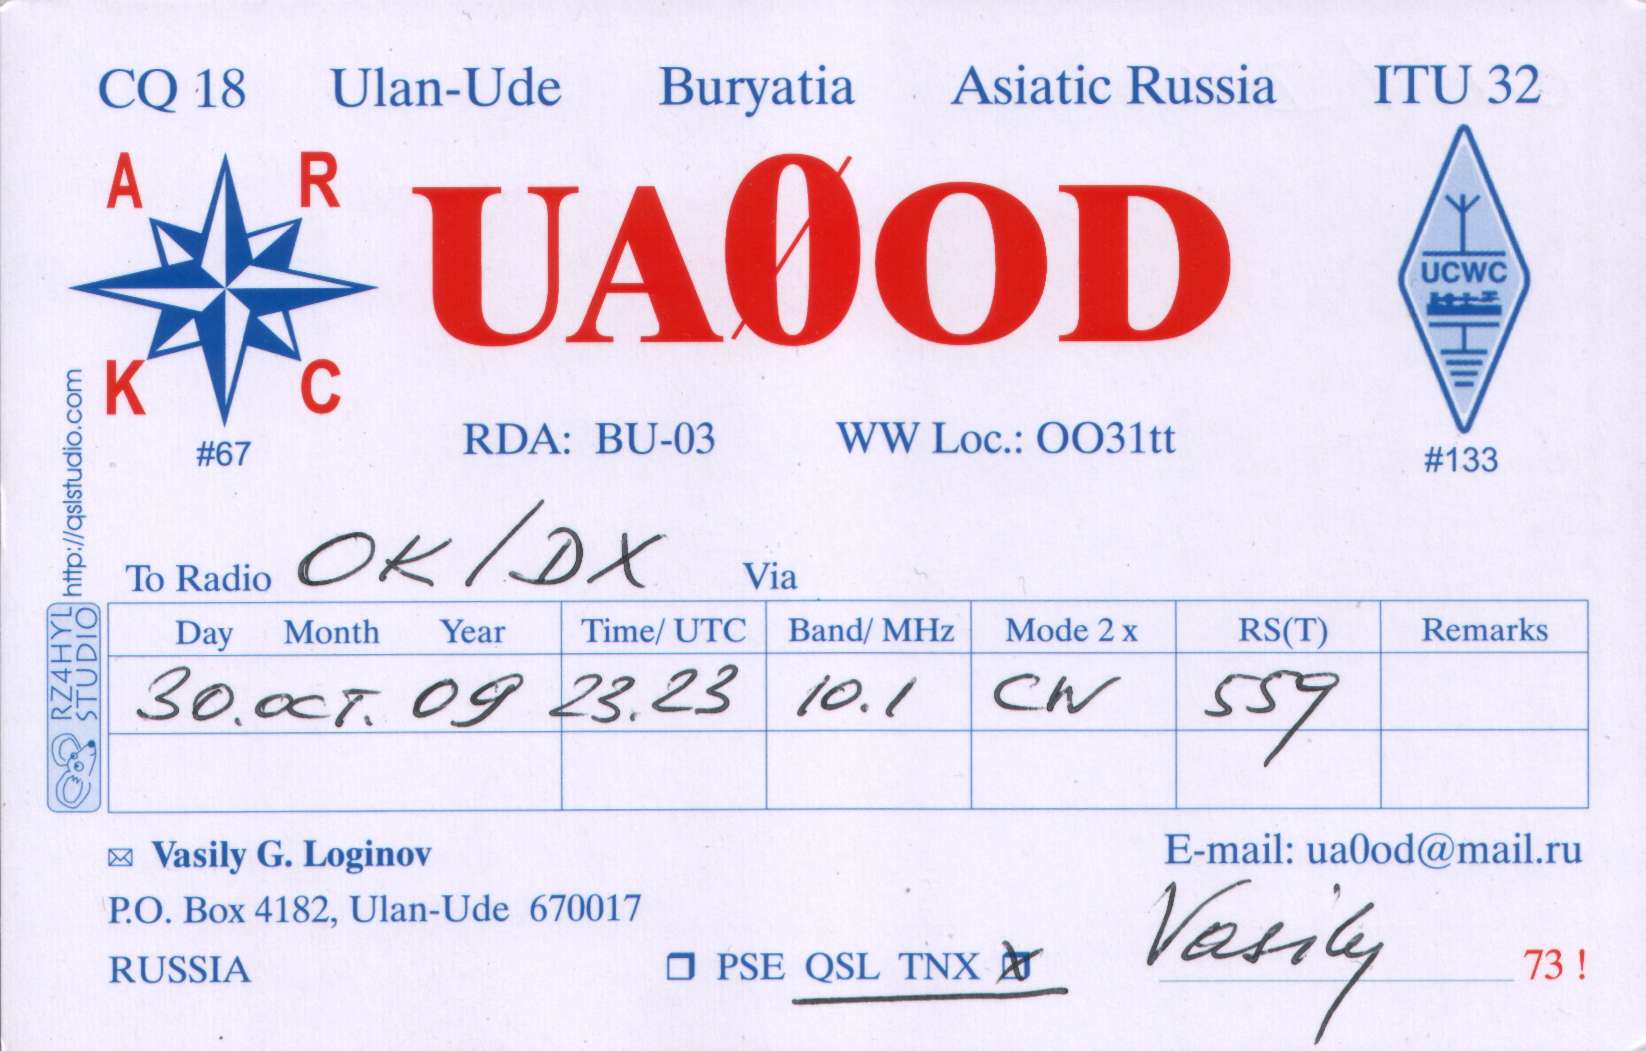 CQ 18 Ulan-Ude Buryatia Asiatic Russia ITU 32
A R
UA0OD
UCWC
K C
#67
RDA: BU-03 WW Loc.: OO31tt
#133
http://qslstudio.com
RZ4HYL STUDIO
To Radio OK/DX Via
Day Month Year Time/ UTC Band/ MHz Mode 2 x RS(T) Remarks
30. OCT. 09 23.23 10.1 CW 559
Vasily G. Loginov
E-mail: ua0od@mail.ru
P.O. Box 4182, Ulan-Ude 670017
RUSSIA
PSE QSL TNX X
Vasily 73 !